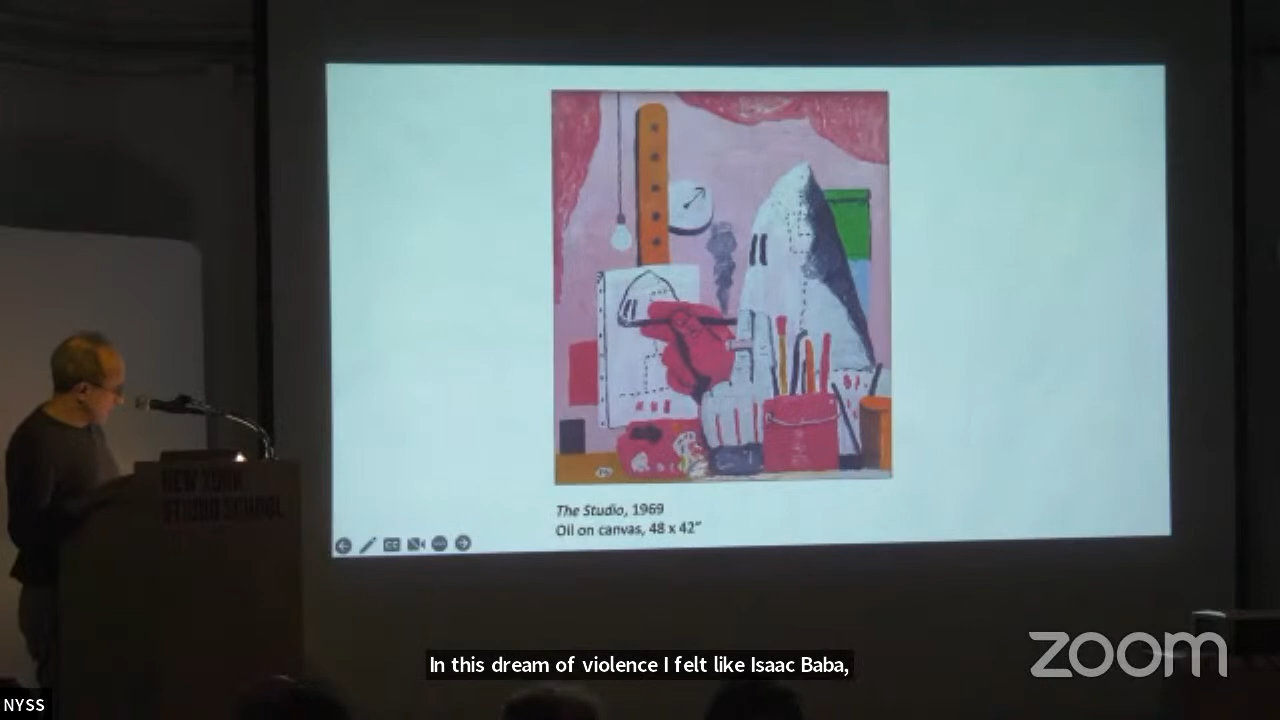 NEW YORK
STUDIO SCHOOL
The Studio, 1969
Oil on canvas, 48 x 42"
CC
In this dream of violence I felt like Isaac Baba,
zoom
NYSS